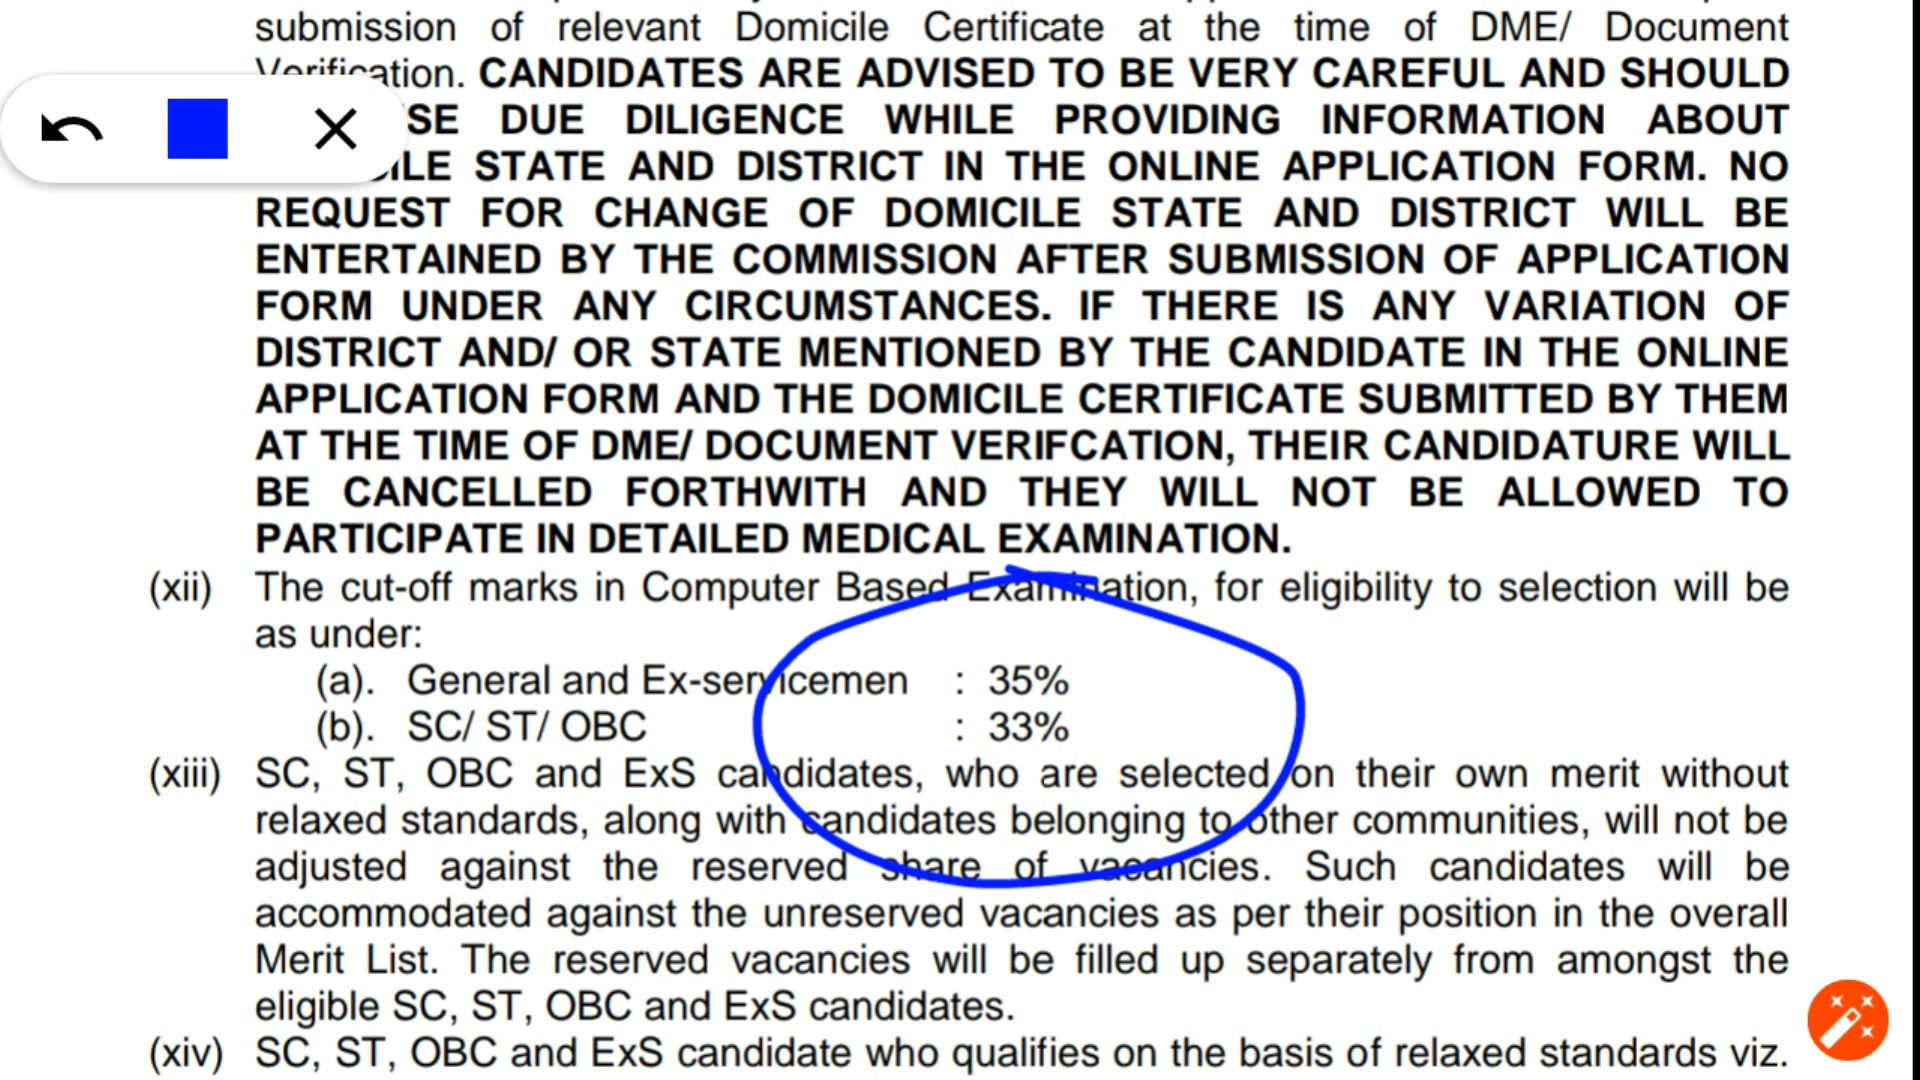 submission of relevant Domicile Certificate at the time of DME/ Document
Verification. CANDIDATES ARE ADVISED TO BE VERY CAREFUL AND SHOULD
SE DUE DILIGENCE WHILE PROVIDING INFORMATION ABOUT
ILE STATE AND DISTRICT IN THE ONLINE APPLICATION FORM. NO
REQUEST FOR CHANGE OF DOMICILE STATE AND DISTRICT WILL BE
ENTERTAINED BY THE COMMISSION AFTER SUBMISSION OF APPLICATION
FORM UNDER ANY CIRCUMSTANCES. IF THERE IS ANY VARIATION OF
DISTRICT AND/ OR STATE MENTIONED BY THE CANDIDATE IN THE ONLINE
APPLICATION FORM AND THE DOMICILE CERTIFICATE SUBMITTED BY THEM
AT THE TIME OF DME/ DOCUMENT VERIFCATION, THEIR CANDIDATURE WILL
BE CANCELLED FORTHWITH AND THEY WILL NOT BE ALLOWED TO
PARTICIPATE IN DETAILED MEDICAL EXAMINATION.
(xii) The cut-off marks in Computer Based Examination, for eligibility to selection will be
as under:
(a). General and Ex-servicemen : 35%
(b). SC/ ST/ OBC : 33%
(xiii) SC, ST, OBC and ExS candidates, who are selected on their own merit without
relaxed standards, along with candidates belonging to other communities, will not be
adjusted against the reserved share of vacancies. Such candidates will be
accommodated against the unreserved vacancies as per their position in the overall
Merit List. The reserved vacancies will be filled up separately from amongst the
eligible SC, ST, OBC and ExS candidates.
(xiv) SC, ST, OBC and ExS candidate who qualifies on the basis of relaxed standards viz.